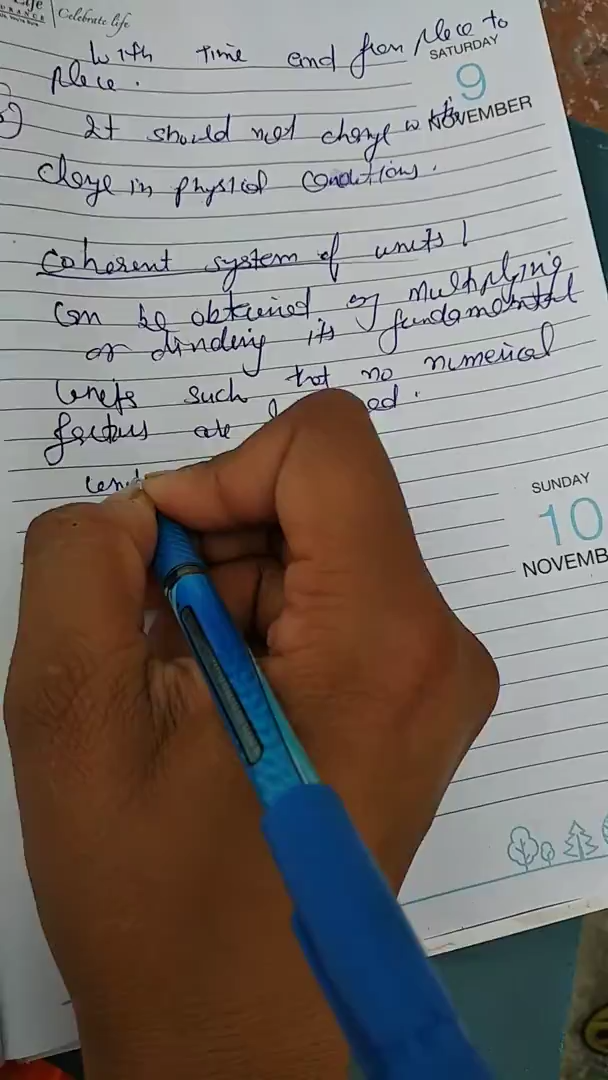 Celebrate life
With time and from place to
SATURDAY
place.
9
NOVEMBER
It should not change with
change in physical conditions.
Coherent system of units!
Can be obtained by multiplying
or dividing its fundamental
units such that no numerical
factors are
SUNDAY
10
NOVEMB